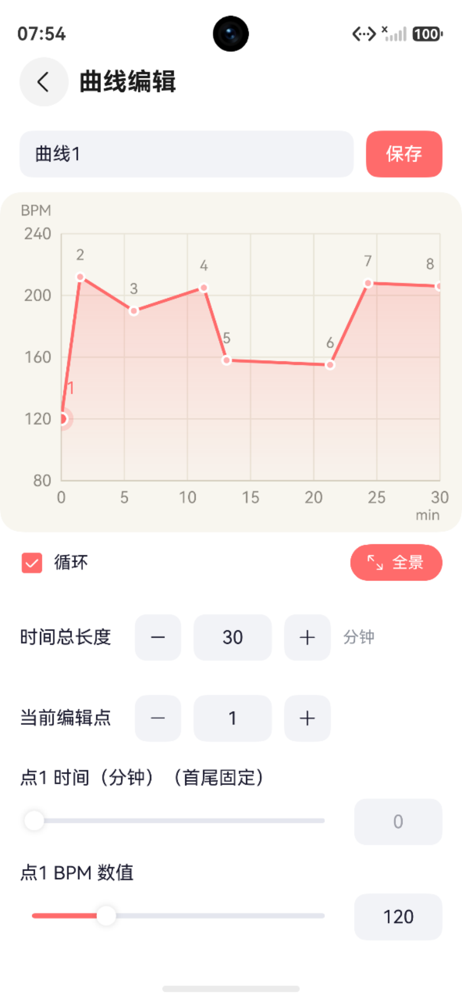 07:54
100
曲线编辑
曲线1
保存
BPM
240
200
160
120
80
1
2
3
4
5
6
7
8
0 5 10 15 20 25 30
min
循环
全景
时间总长度 − 30 + 分钟
当前编辑点 − 1 +
点1 时间（分钟）（首尾固定）
0
点1 BPM 数值
120